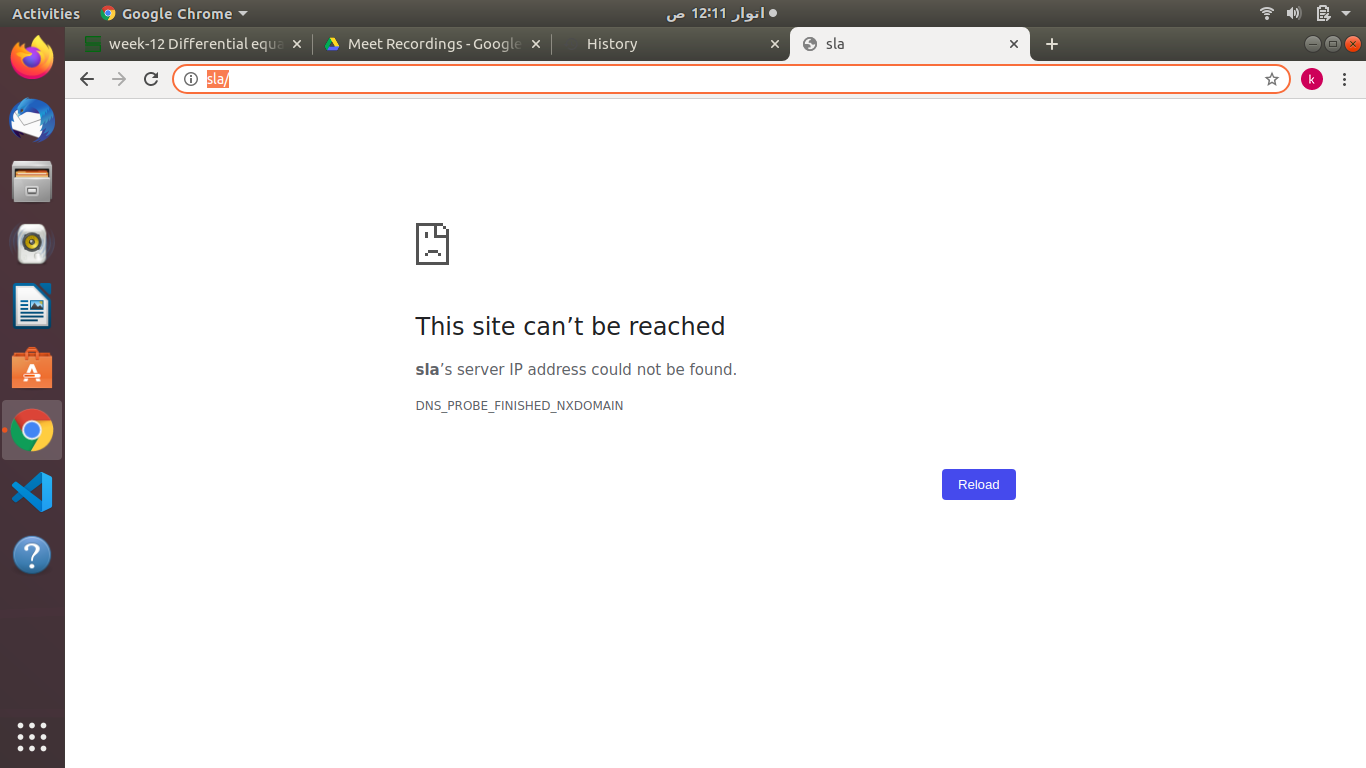 Activities
Google Chrome
اتوار 12:11 ص
week-12 Differential equa
Meet Recordings - Google
History
sla
sla/
k
This site can’t be reached
sla’s server IP address could not be found.
DNS_PROBE_FINISHED_NXDOMAIN
Reload